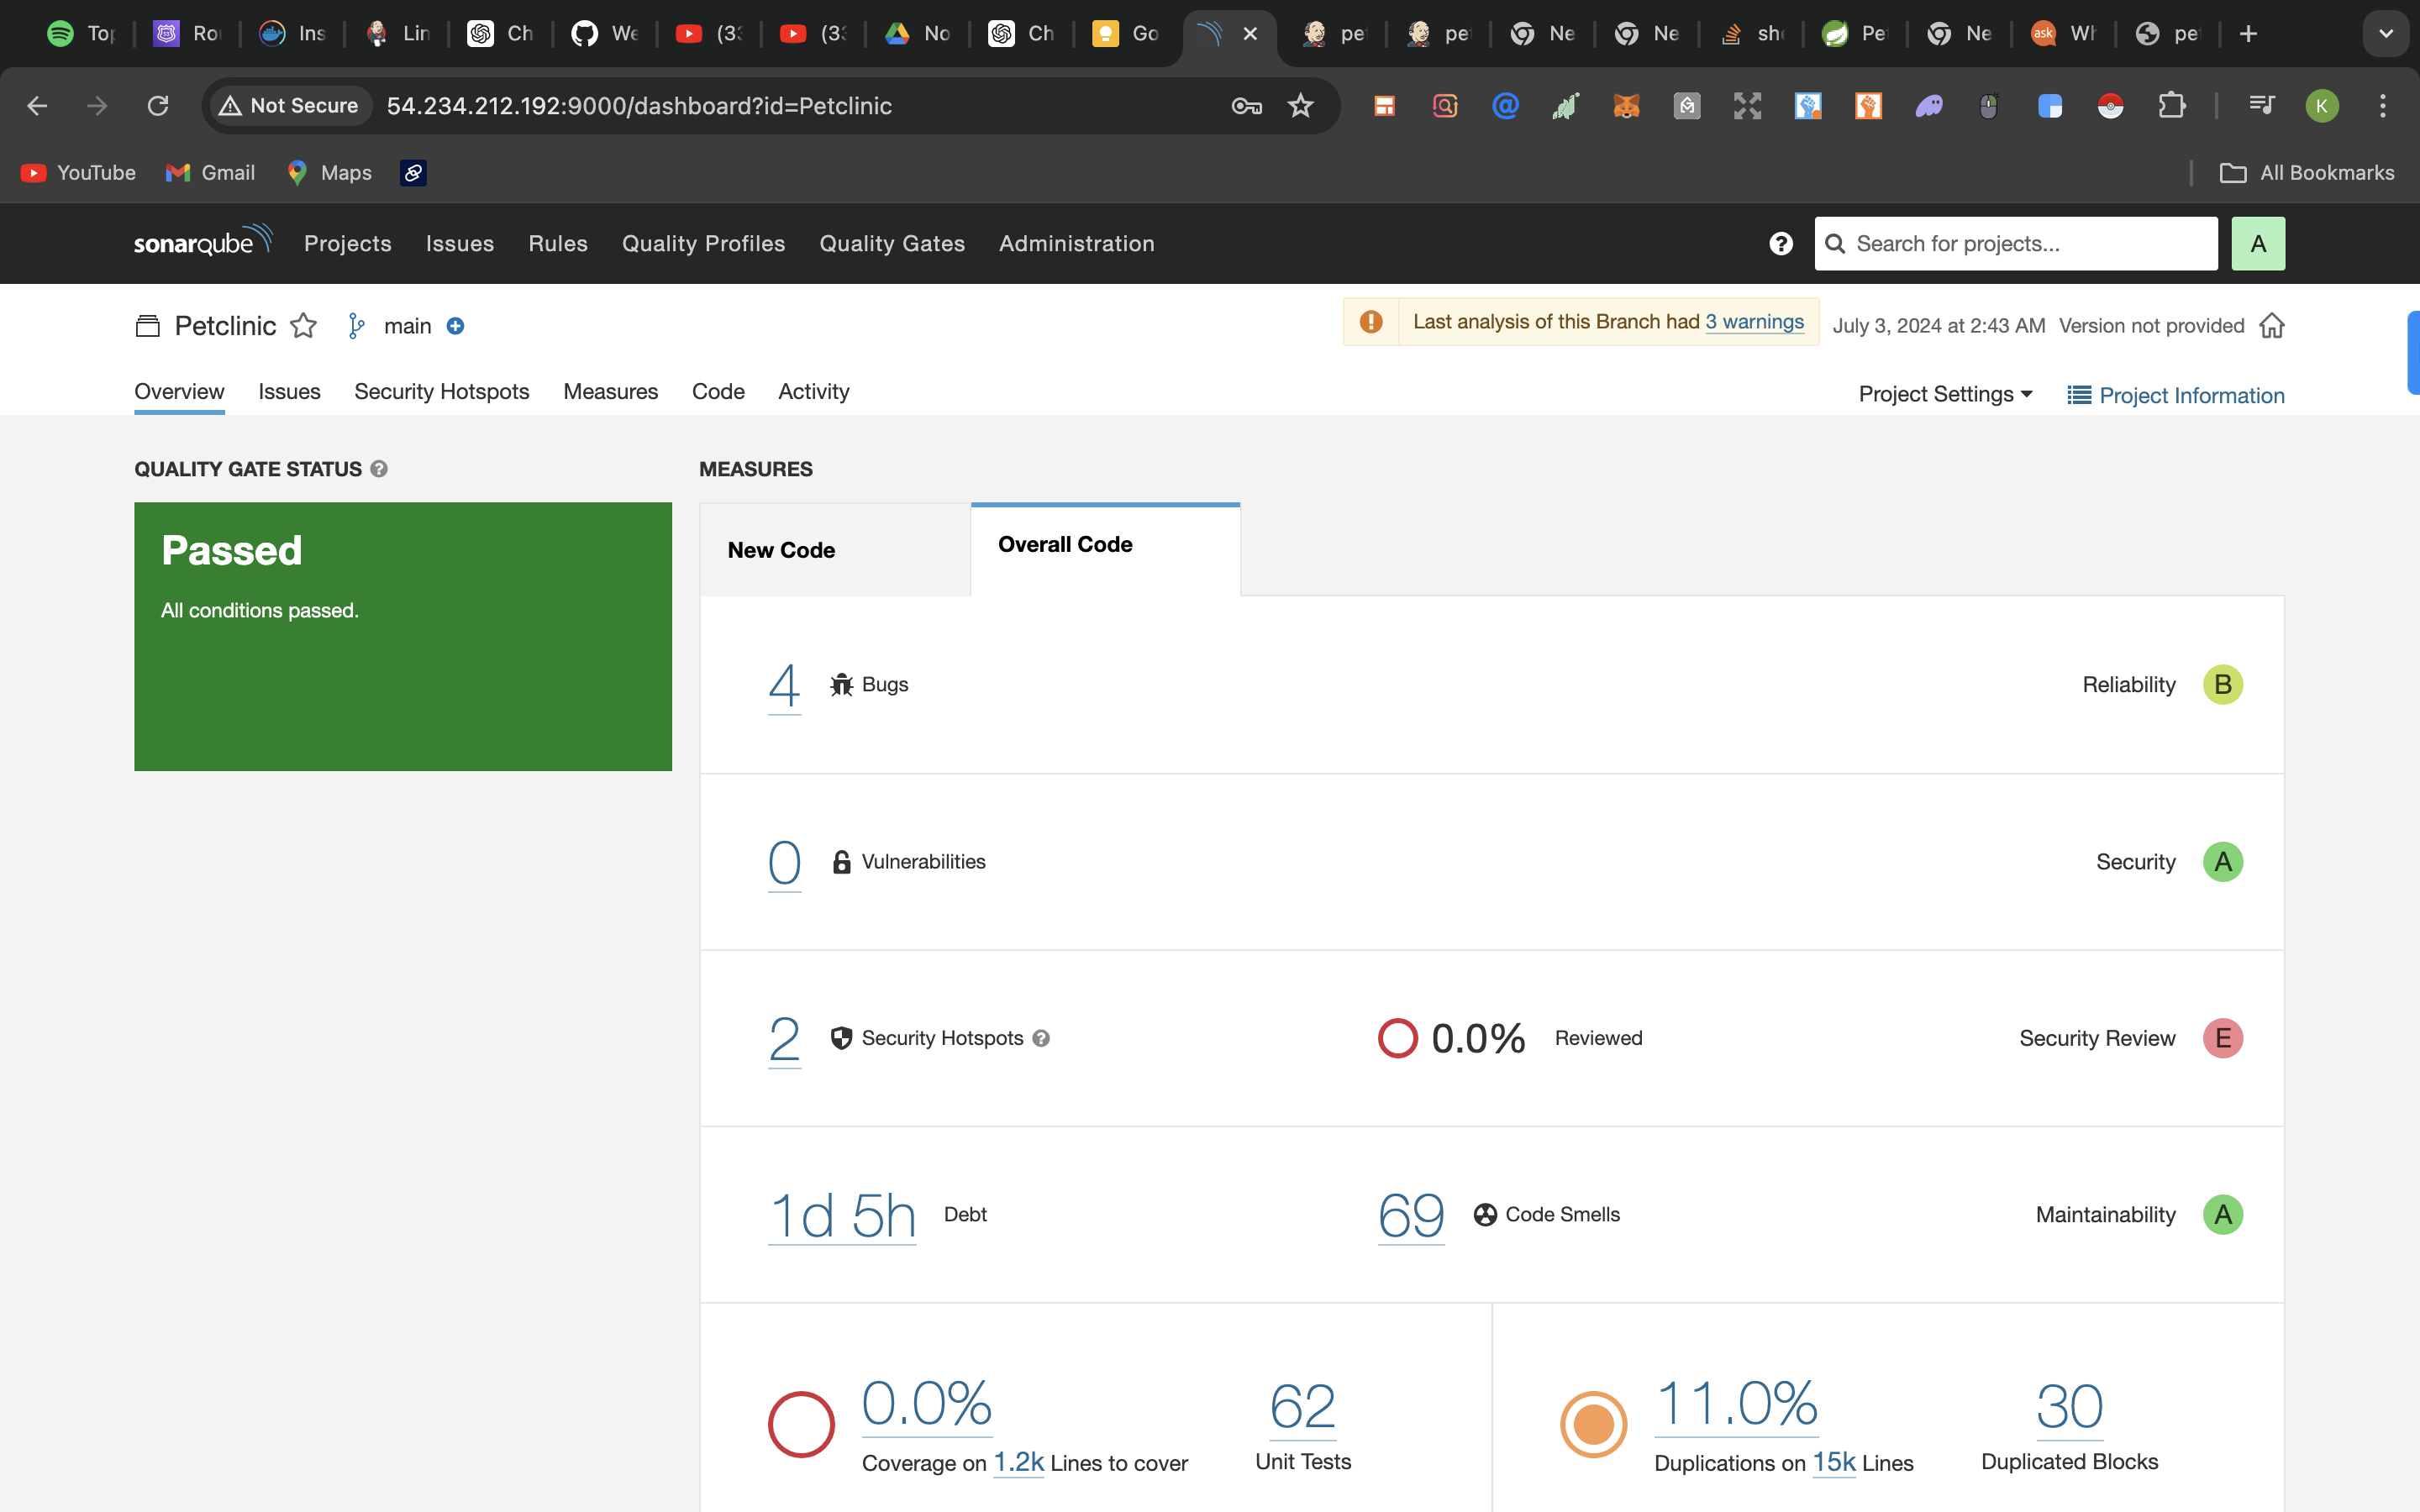 Top Ro Ins Lin Ch We (33 (33 No Ch Go pe pe Ne Ne she Pe Ne ask Wh pe
Not Secure 54.234.212.192:9000/dashboard?id=Petclinic K
YouTube Gmail Maps All Bookmarks
sonarqube Projects Issues Rules Quality Profiles Quality Gates Administration Search for projects... A
Petclinic main Last analysis of this Branch had 3 warnings July 3, 2024 at 2:43 AM Version not provided
Overview Issues Security Hotspots Measures Code Activity Project Settings Project Information
QUALITY GATE STATUS MEASURES
Passed
All conditions passed.
New Code Overall Code
4 Bugs Reliability B
0 Vulnerabilities Security A
2 Security Hotspots 0.0% Reviewed Security Review E
1d 5h Debt 69 Code Smells Maintainability A
0.0%
Coverage on 1.2k Lines to cover
62
Unit Tests
11.0%
Duplications on 15k Lines
30
Duplicated Blocks